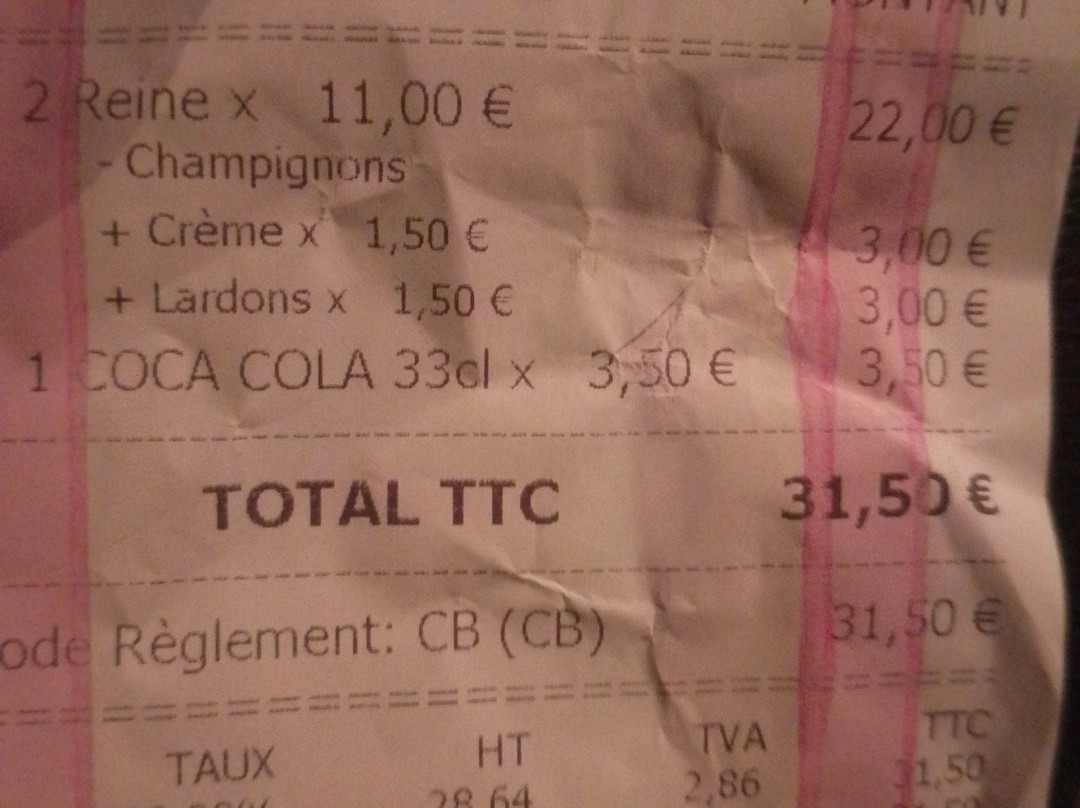 MONTANT
2 Reine x 11,00 € 22,00 €
- Champignons
+ Crème x 1,50 € 3,00 €
+ Lardons x 1,50 € 3,00 €
1 COCA COLA 33cl x 3,50 € 3,50 €
TOTAL TTC 31,50 €
ode Règlement: CB (CB) 31,50 €
TAUX HT TVA TTC
28,64 2,86 31,50